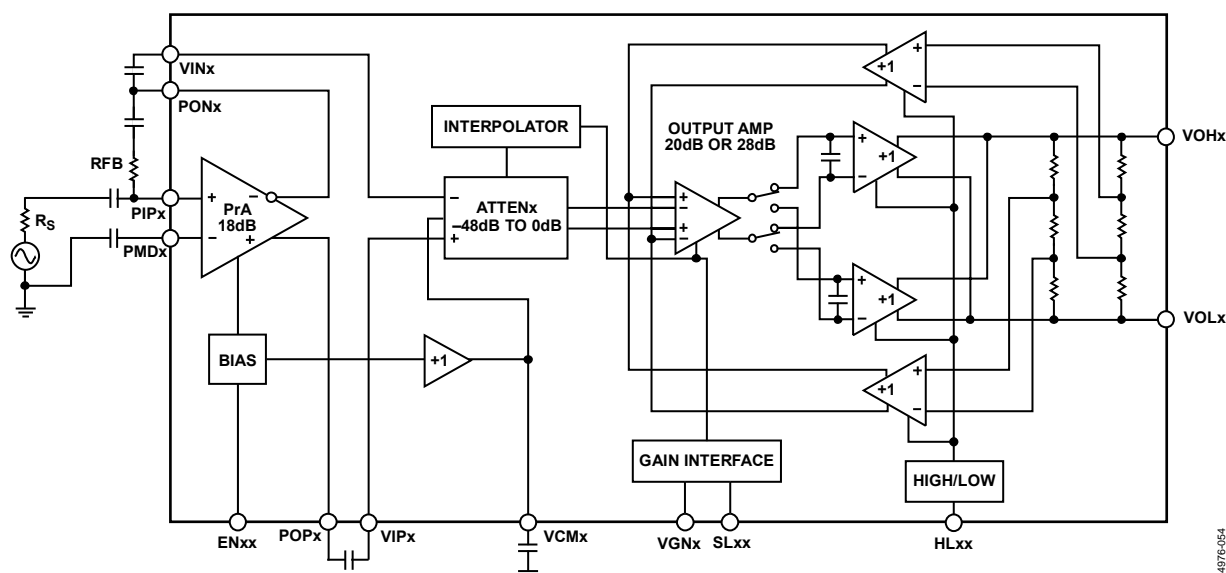 VINx
PONx
RFB
RS
PIPx
PMDx
+
−
PrA
18dB
−
+
BIAS
+1
INTERPOLATOR
−
ATTENx
−48dB TO 0dB
+
OUTPUT AMP
20dB OR 28dB
−
+
+
−
+1
+
−
+
−
+1
+
−
+1
+
−
+1
VOHx
VOLx
GAIN INTERFACE
HIGH/LOW
ENxx
POPx
VIPx
VCMx
VGNx
SLxx
HLxx
4976-054